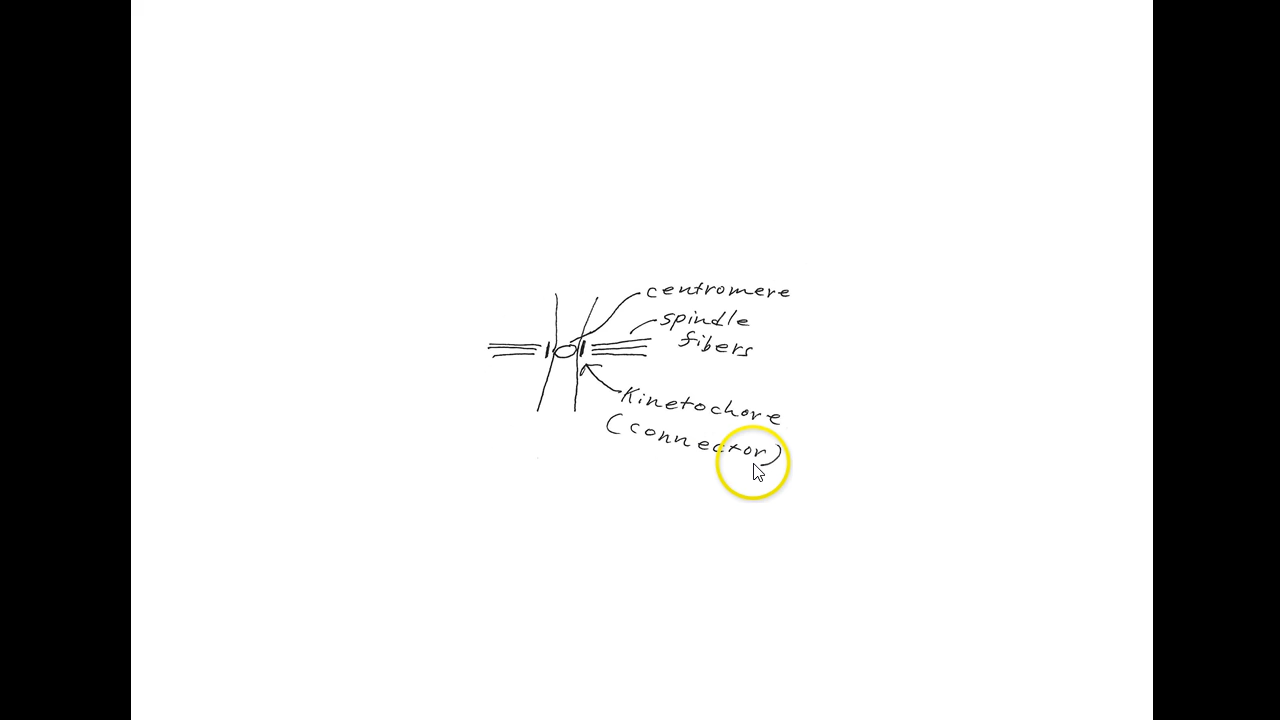 centromere
spindle
fibers
Kinetochore
(connector)